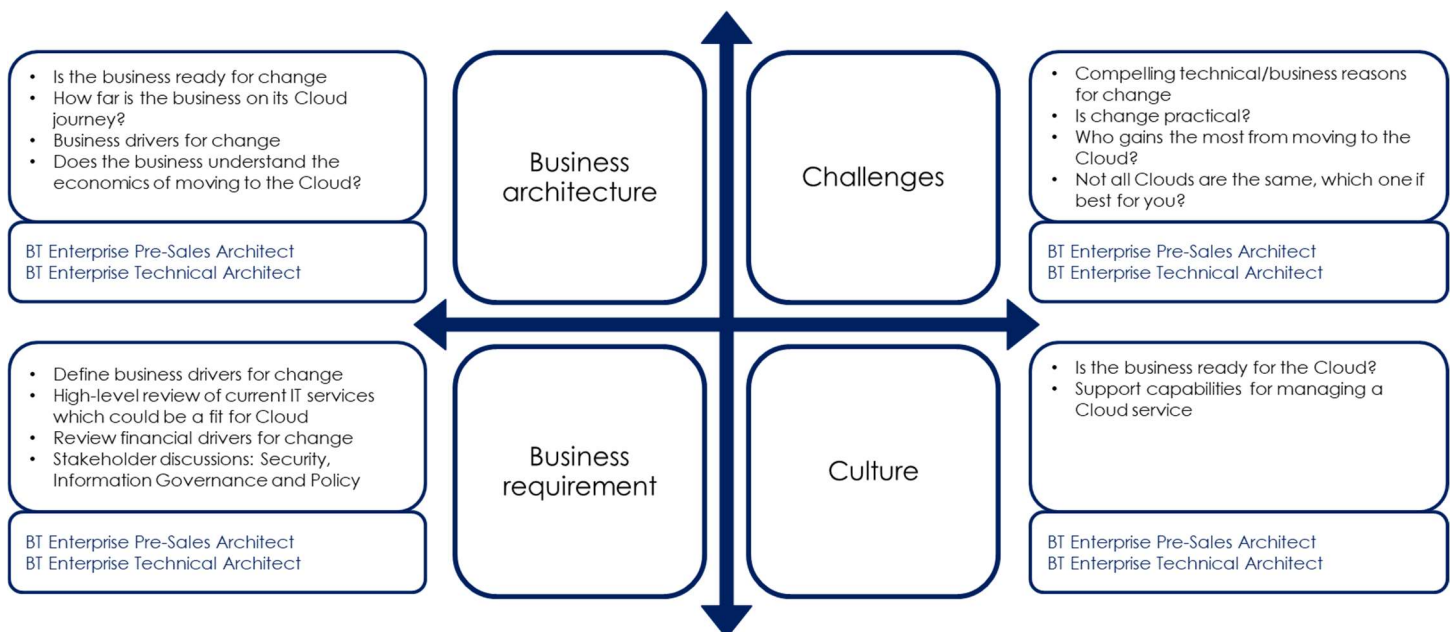 • Is the business ready for change
• How far is the business on its Cloud
journey?
• Business drivers for change
• Does the business understand the
economics of moving to the Cloud?
BT Enterprise Pre-Sales Architect
BT Enterprise Technical Architect
Business
architecture
Challenges
• Compelling technical/business reasons
for change
• Is change practical?
• Who gains the most from moving to the
Cloud?
• Not all Clouds are the same, which one if
best for you?
BT Enterprise Pre-Sales Architect
BT Enterprise Technical Architect
• Define business drivers for change
• High-level review of current IT services
which could be a fit for Cloud
• Review financial drivers for change
• Stakeholder discussions: Security,
Information Governance and Policy
BT Enterprise Pre-Sales Architect
BT Enterprise Technical Architect
Business
requirement
Culture
• Is the business ready for the Cloud?
• Support capabilities for managing a
Cloud service
BT Enterprise Pre-Sales Architect
BT Enterprise Technical Architect